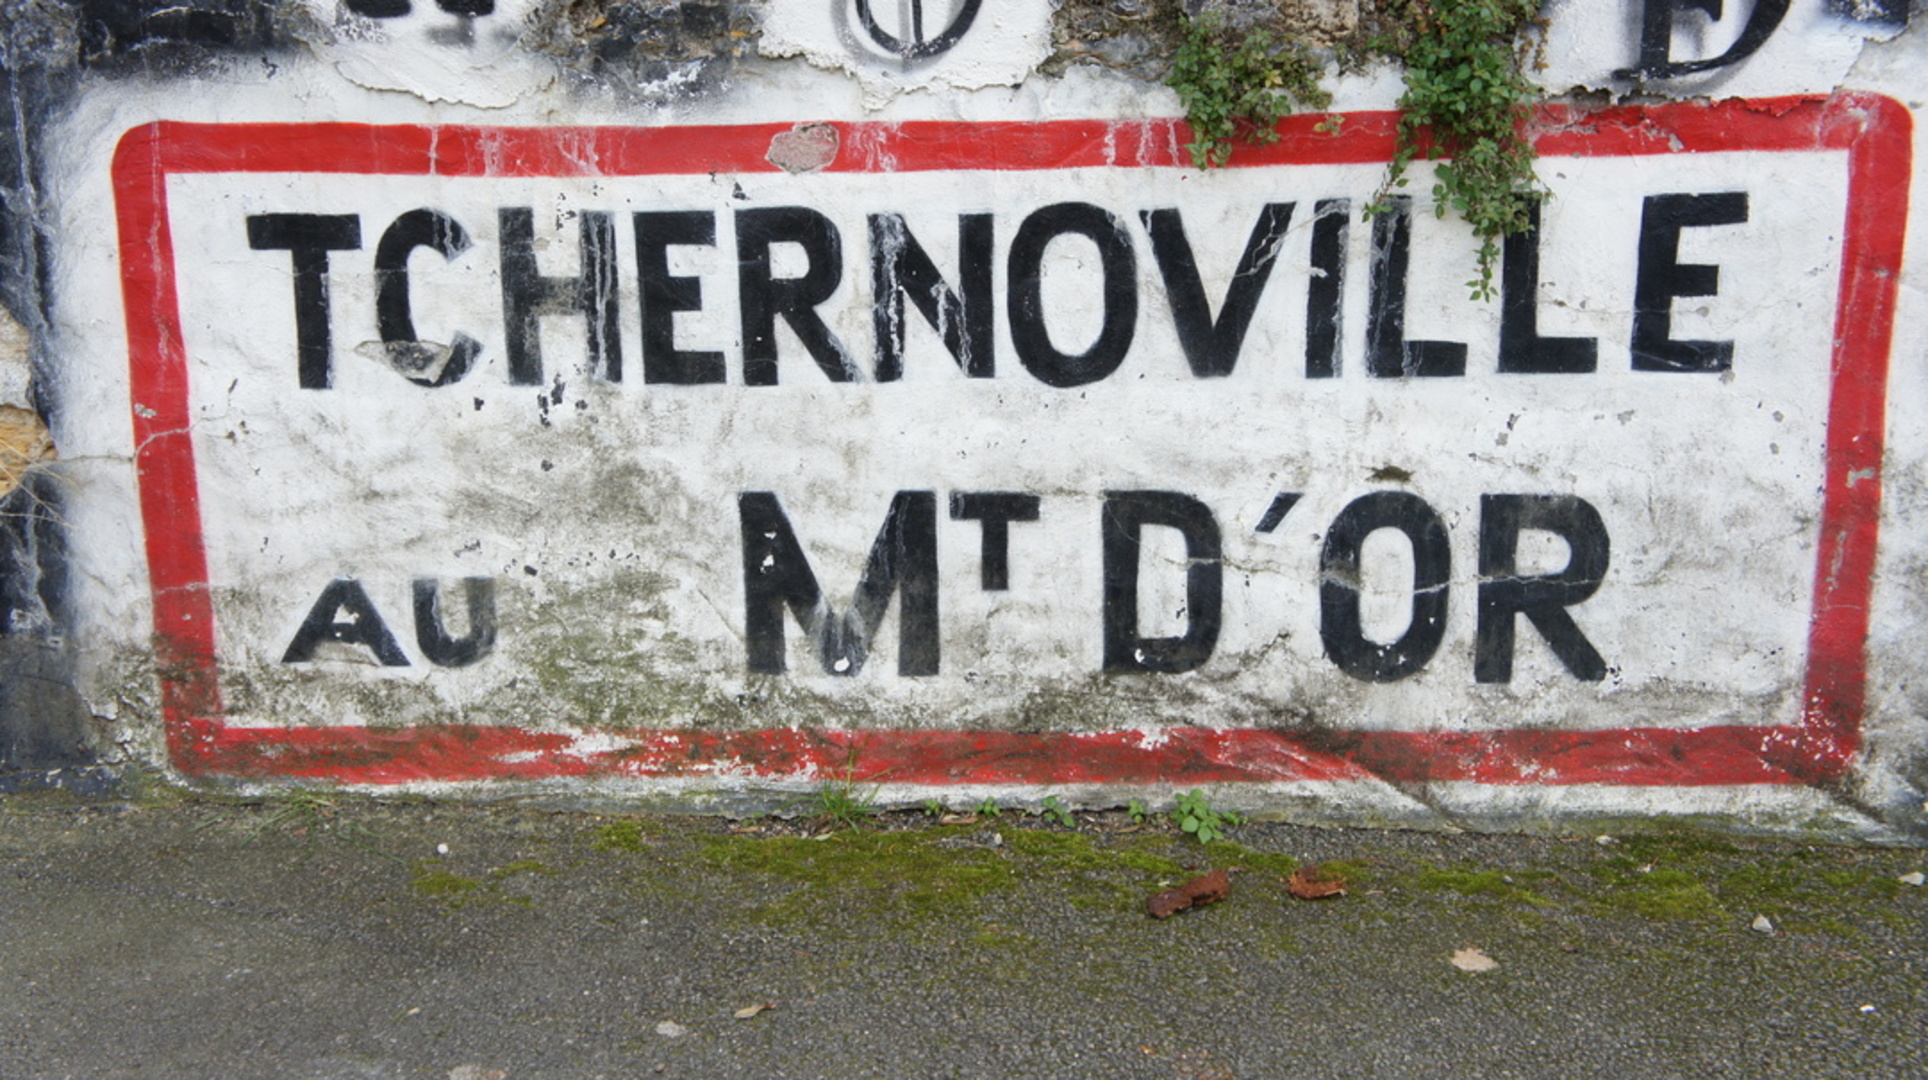 TCHERNOVILLE
AU MT D'OR